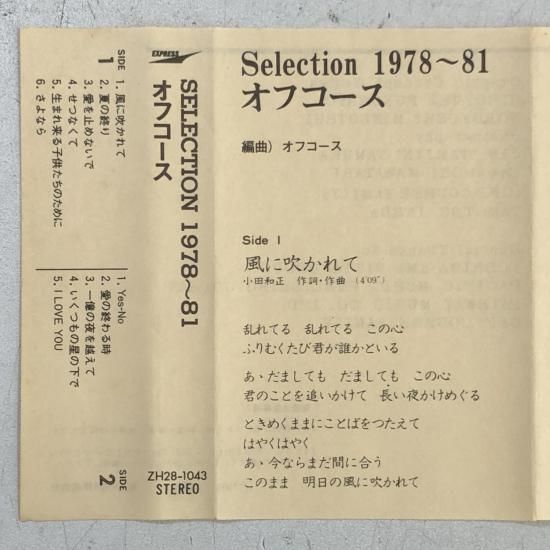 SIDE
1
1. 風に吹かれて
2. 夏の終り
3. 愛を止めないで
4. せつなくて
5. 生まれ来る子供たちのために
6. さよなら
1. Yes-No
2. 愛の終わる時
3. 一億の夜を越えて
4. いくつもの星の下で
5. I LOVE YOU
SIDE
2
EXPRESS
SELECTION 1978〜81
オフコース
ZH28-1043
STEREO
Selection 1978〜81
オフコース
編曲) オフコース
Side 1
風に吹かれて
小田和正 作詞・作曲 (4'09")
乱れてる 乱れてる この心
ふりむくたび君が誰かといる
あゝだましても だましても この心
君のことを追いかけて 長い夜かけめぐる
ときめくままにことばをつたえて
はやくはやく
あゝ今ならまだ間に合う
このまま 明日の風に吹かれて